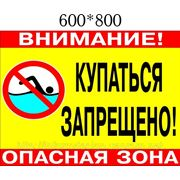 600*800
ВНИМАНИЕ!
КУПАТЬСЯ
ЗАПРЕЩЕНО!
ОПАСНАЯ ЗОНА